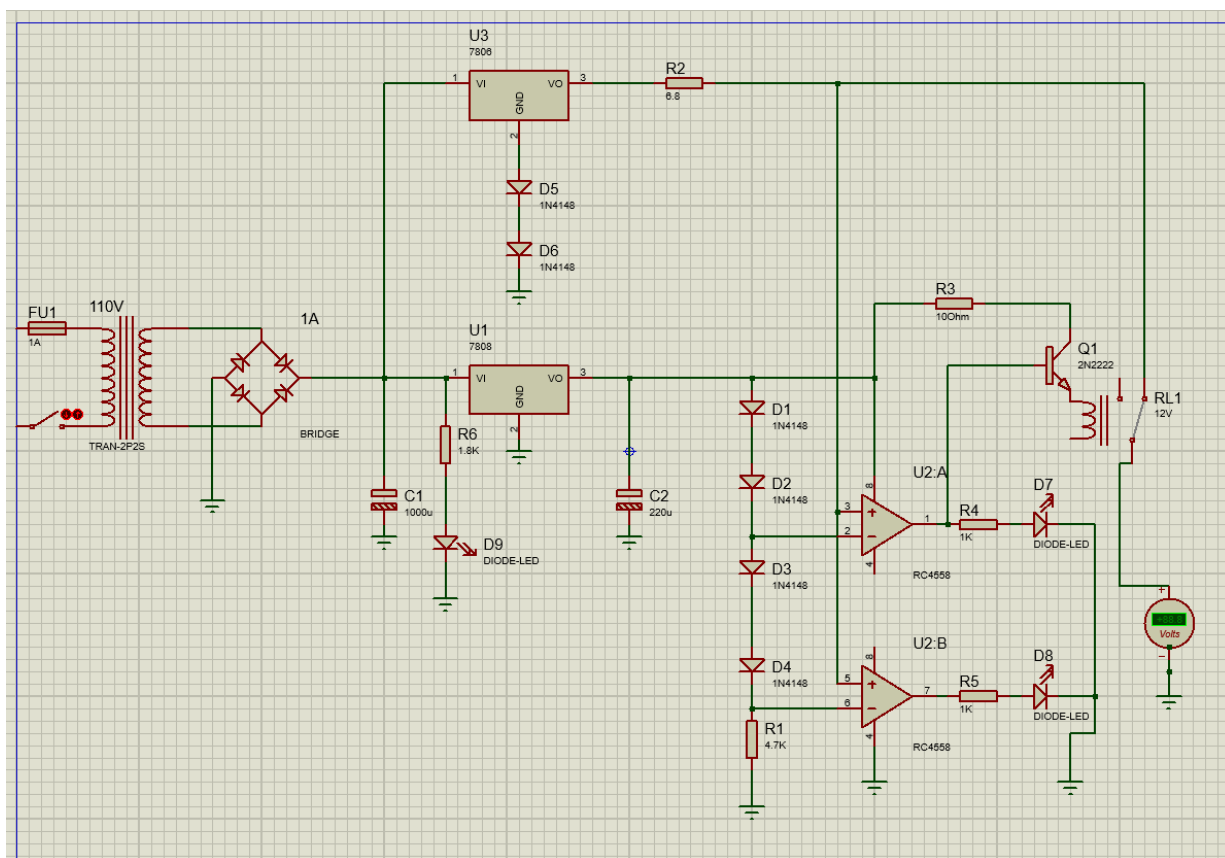 U3
7806
1
VI
VO
3
GND
2
R2
6.8
D5
1N4148
D6
1N4148
FU1
1A
110V
TRAN-2P2S
1A
BRIDGE
U1
7808
1
VI
VO
3
GND
2
R3
10Ohm
Q1
2N2222
RL1
12V
R6
1.8K
C1
1000u
C2
220u
D9
DIODE-LED
D1
1N4148
D2
1N4148
D3
1N4148
D4
1N4148
R1
4.7K
U2:A
8
3
+
2
−
1
4
RC4558
R4
1K
D7
DIODE-LED
U2:B
8
5
+
6
−
7
4
RC4558
R5
1K
D8
DIODE-LED
+
Volts
−